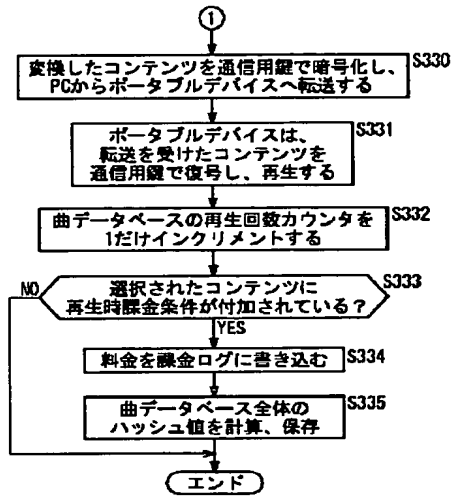 1
変換したコンテンツを通信用鍵で暗号化し、
PCからポータブルデバイスへ転送する
S330
ポータブルデバイスは、
転送を受けたコンテンツを
通信用鍵で復号し、再生する
S331
曲データベースの再生回数カウンタを
1だけインクリメントする
S332
選択されたコンテンツに
再生時課金条件が付加されている？
S333
NO
YES
料金を課金ログに書き込む
S334
曲データベース全体の
ハッシュ値を計算、保存
S335
エンド